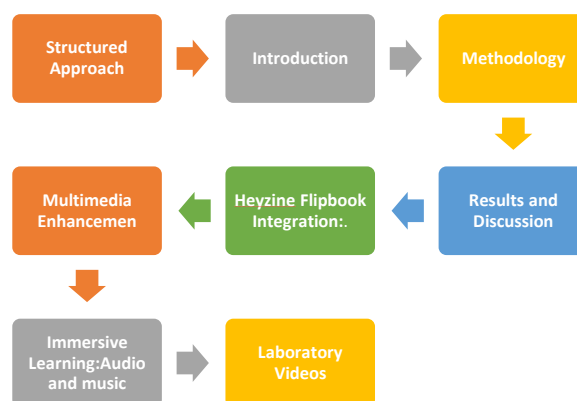 Structured
Approach
Introduction
Methodology
Results and
Discussion
Heyzine Flipbook
Integration:.
Multimedia
Enhancemen
Immersive
Learning:Audio
and music
Laboratory
Videos